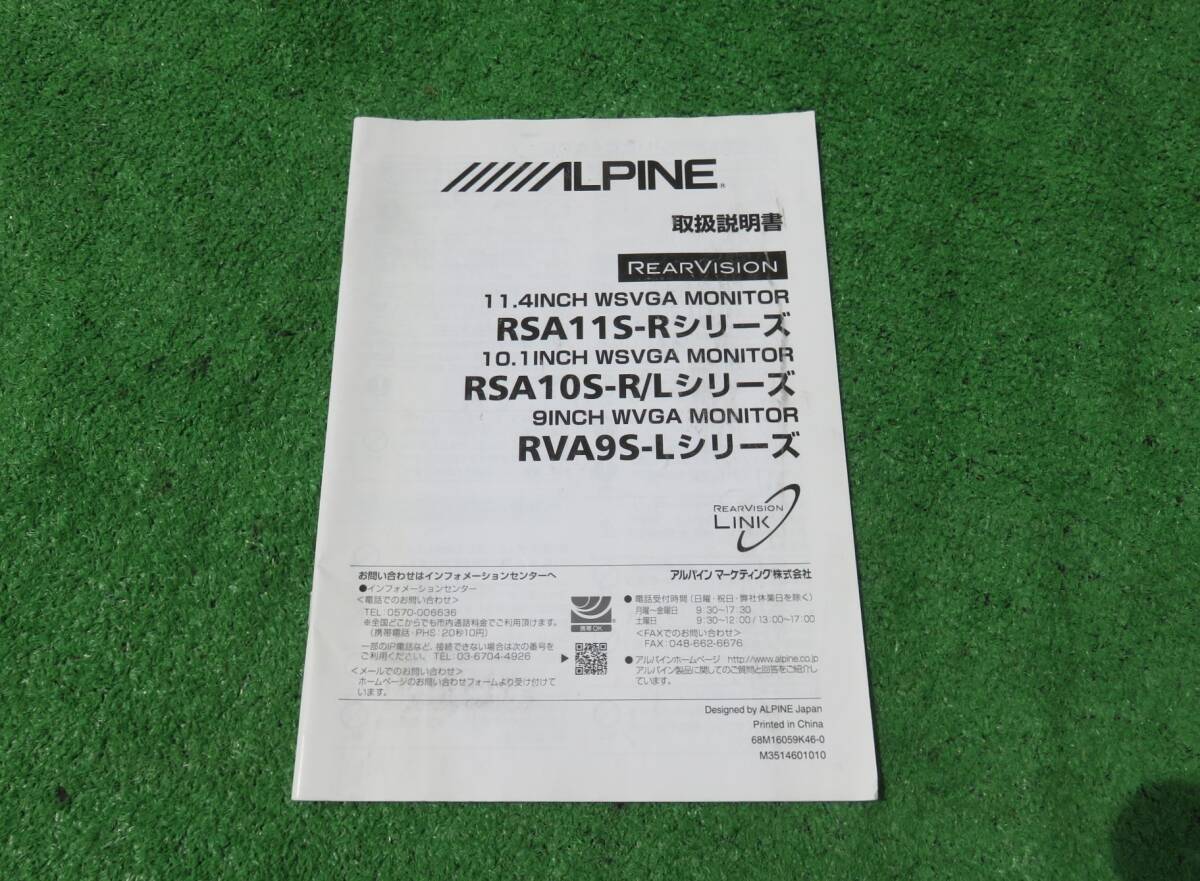 ALPINE®
取扱説明書
REARVISION
11.4INCH WSVGA MONITOR
RSA11S-Rシリーズ
10.1INCH WSVGA MONITOR
RSA10S-R/Lシリーズ
9INCH WVGA MONITOR
RVA9S-Lシリーズ
REARVISION
LINK
お問い合わせはインフォメーションセンターへ
アルパイン マーケティング株式会社
●インフォメーションセンター
<電話でのお問い合わせ>
TEL:0570-006636
※全国どこからでも市内通話料金でご利用頂けます。
(携帯電話・PHS:20秒10円)
一部のIP電話など、接続できない場合は次の番号を
ご利用ください。 TEL:03-6704-4926
<メールでのお問い合わせ>
ホームページのお問い合わせフォームより受け付けて
います。
携帯OK
●電話受付時間(日曜・祝日・弊社休業日を除く)
月曜~金曜日 9:30~17:30
土曜日 9:30~12:00/13:00~17:00
<FAXでのお問い合わせ>
FAX:048-662-6676
●アルパインホームページ http://www.alpine.co.jp
アルパイン製品に関してのご質問と回答をご紹介し
ています。
Designed by ALPINE Japan
Printed in China
68M16059K46-0
M3514601010